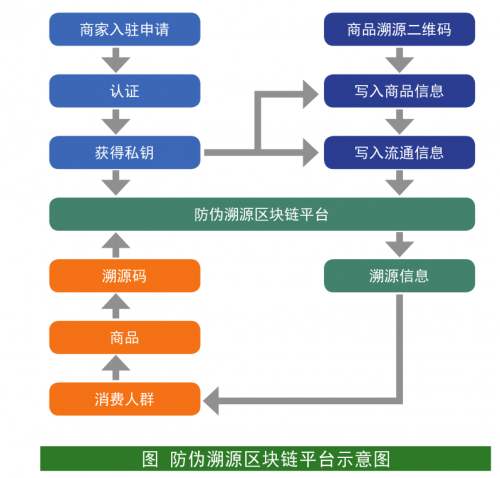 商家入驻申请
商品溯源二维码
认证
写入商品信息
获得私钥
写入流通信息
防伪溯源区块链平台
溯源码
溯源信息
商品
消费人群
图 防伪溯源区块链平台示意图